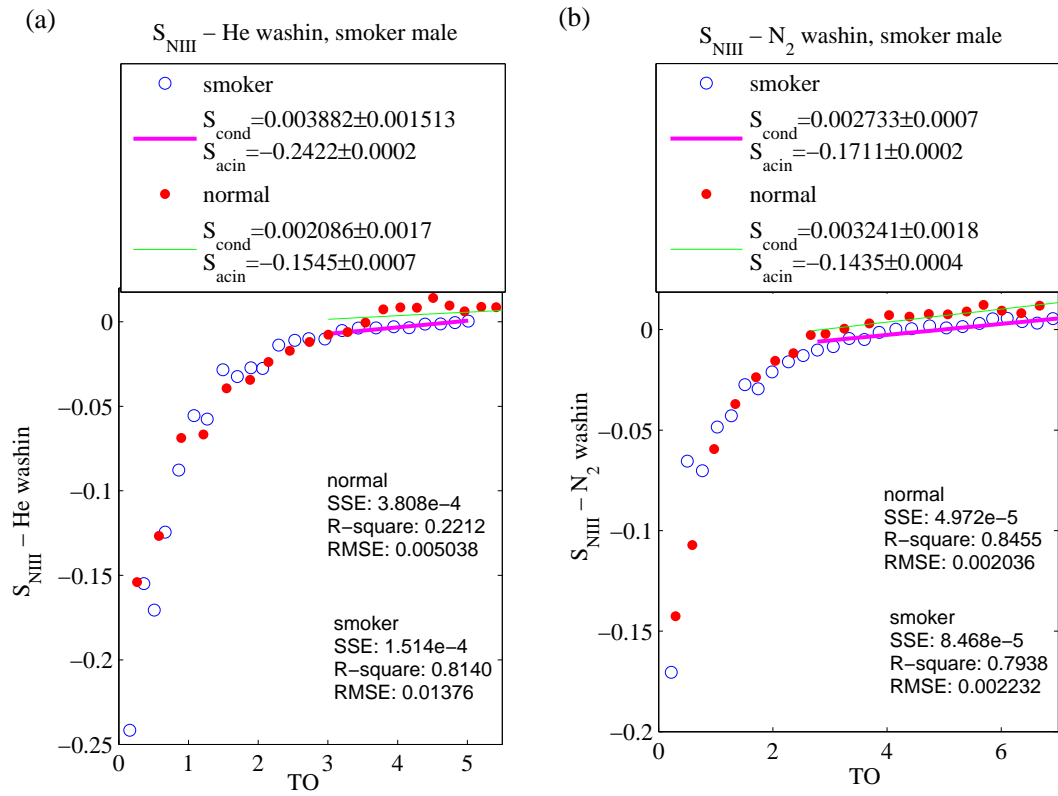 (a)
S_NIII − He washin, smoker male
smoker
S_cond=0.003882±0.001513
S_acin=−0.2422±0.0002
normal
S_cond=0.002086±0.0017
S_acin=−0.1545±0.0007
0
−0.05
−0.1
−0.15
−0.2
−0.25
S_NIII − He washin
normal
SSE: 3.808e−4
R−square: 0.2212
RMSE: 0.005038
smoker
SSE: 1.514e−4
R−square: 0.8140
RMSE: 0.01376
0 1 2 3 4 5
TO
(b)
S_NIII − N_2 washin, smoker male
smoker
S_cond=0.002733±0.0007
S_acin=−0.1711±0.0002
normal
S_cond=0.003241±0.0018
S_acin=−0.1435±0.0004
0
−0.05
−0.1
−0.15
−0.2
S_NIII − N_2 washin
normal
SSE: 4.972e−5
R−square: 0.8455
RMSE: 0.002036
smoker
SSE: 8.468e−5
R−square: 0.7938
RMSE: 0.002232
0 2 4 6
TO